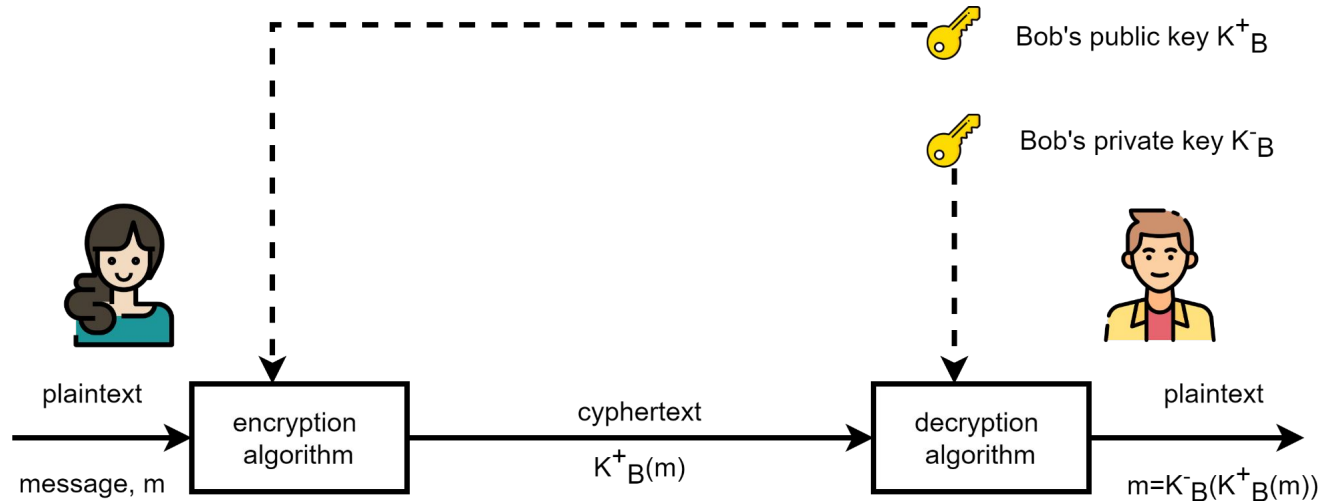 Bob's public key K⁺B
Bob's private key K⁻B
plaintext
encryption
algorithm
message, m
cyphertext
K⁺B(m)
decryption
algorithm
plaintext
m=K⁻B(K⁺B(m))